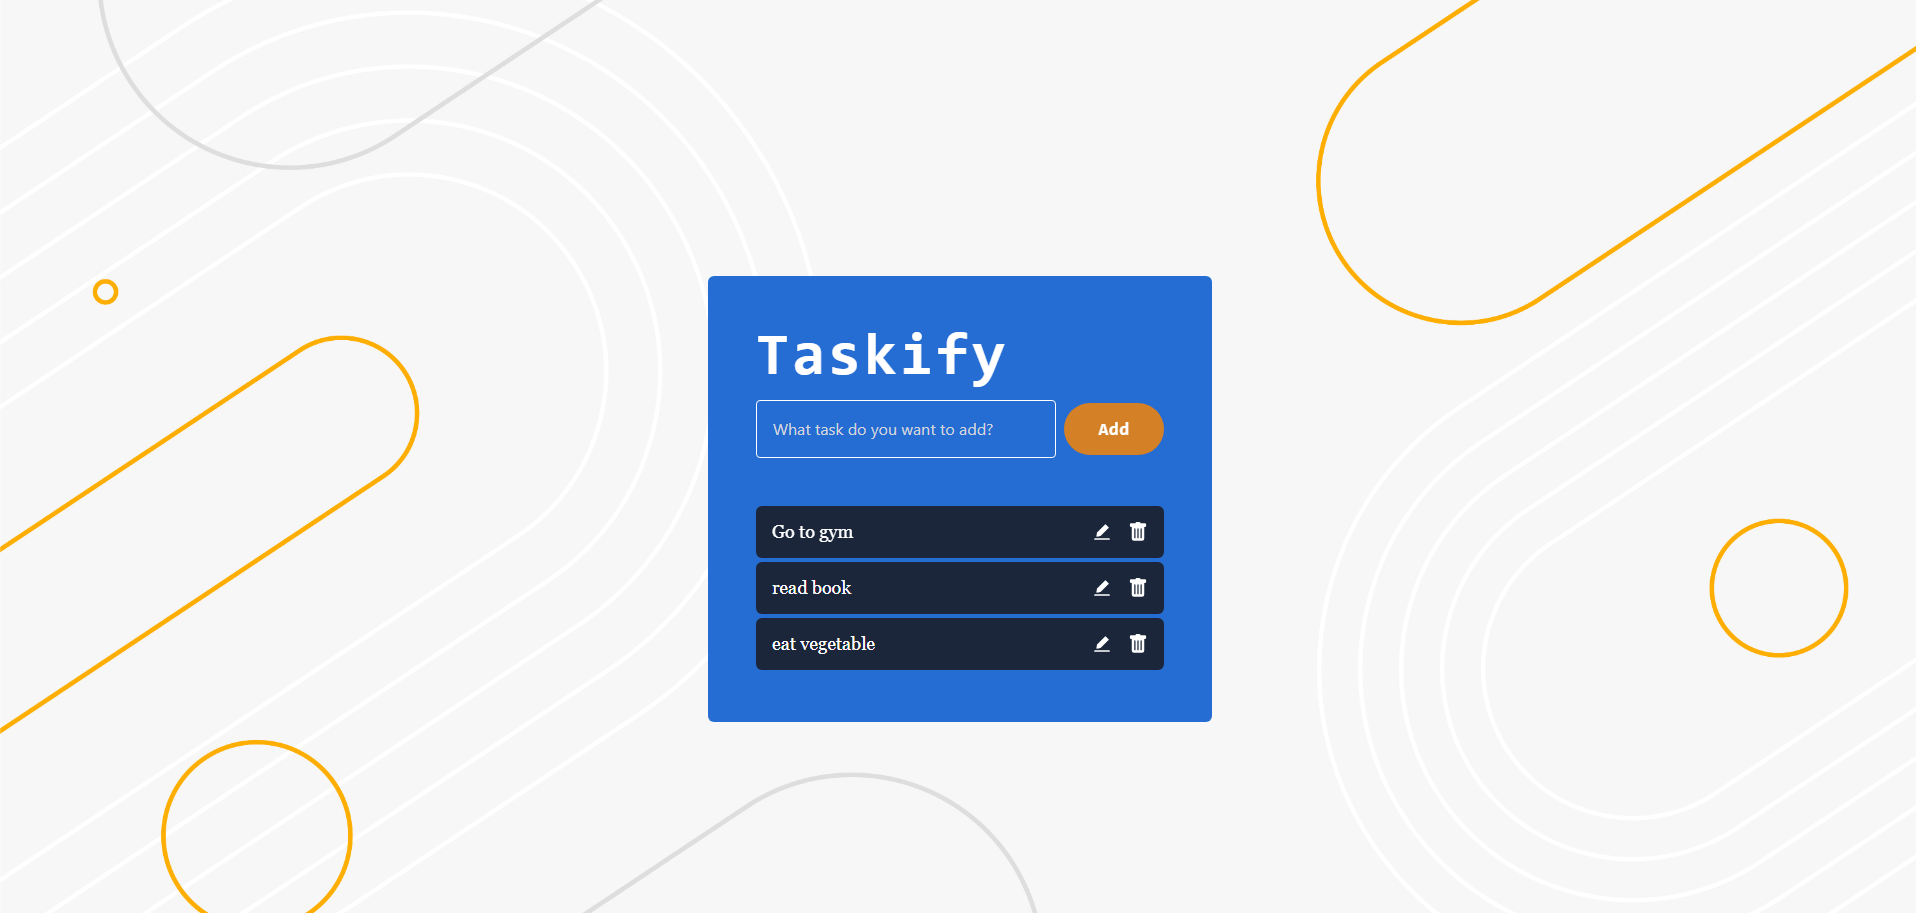 Taskify
What task do you want to add?
Add
Go to gym
read book
eat vegetable